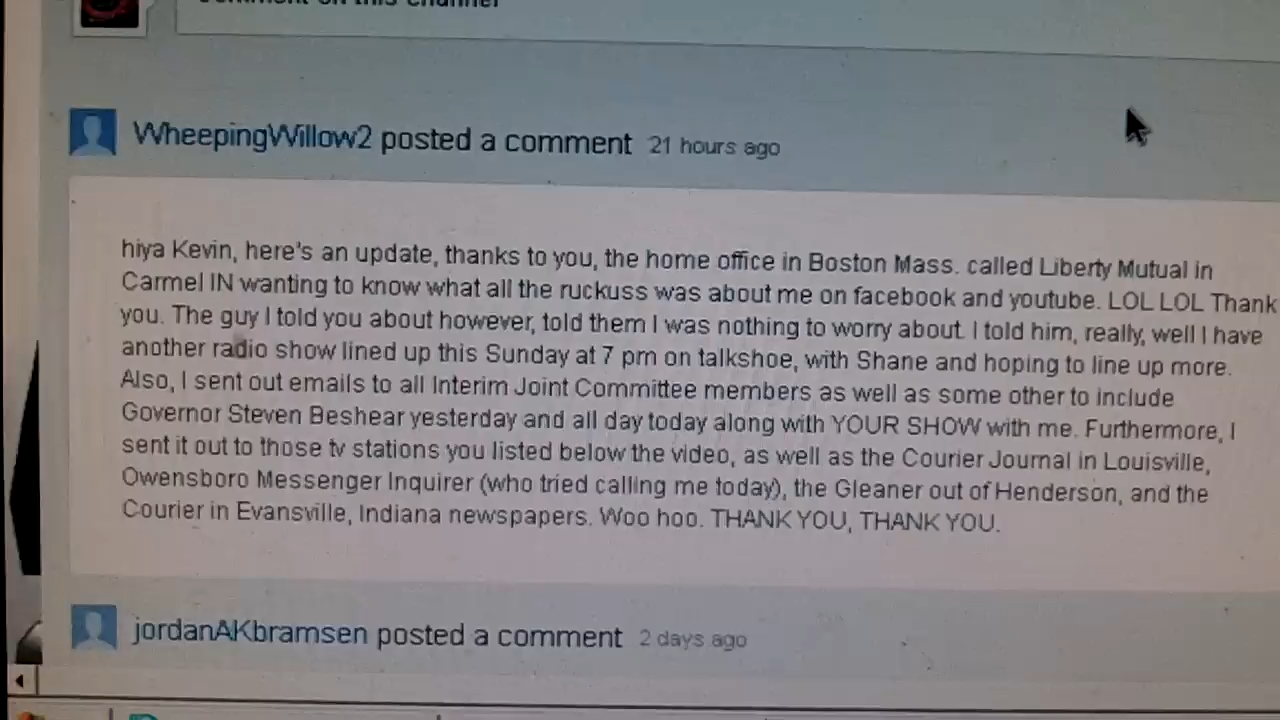 comment on this channel
WheepingWillow2 posted a comment 21 hours ago
hiya Kevin, here's an update, thanks to you, the home office in Boston Mass. called Liberty Mutual in
Carmel IN wanting to know what all the ruckuss was about me on facebook and youtube. LOL LOL Thank
you. The guy I told you about however, told them I was nothing to worry about. I told him, really, well I have
another radio show lined up this Sunday at 7 pm on talkshoe, with Shane and hoping to line up more.
Also, I sent out emails to all Interim Joint Committee members as well as some other to include
Governor Steven Beshear yesterday and all day today along with YOUR SHOW with me. Furthermore, I
sent it out to those tv stations you listed below the video, as well as the Courier Journal in Louisville,
Owensboro Messenger Inquirer (who tried calling me today), the Gleaner out of Henderson, and the
Courier in Evansville, Indiana newspapers. Woo hoo. THANK YOU, THANK YOU.
jordanAKbramsen posted a comment 2 days ago